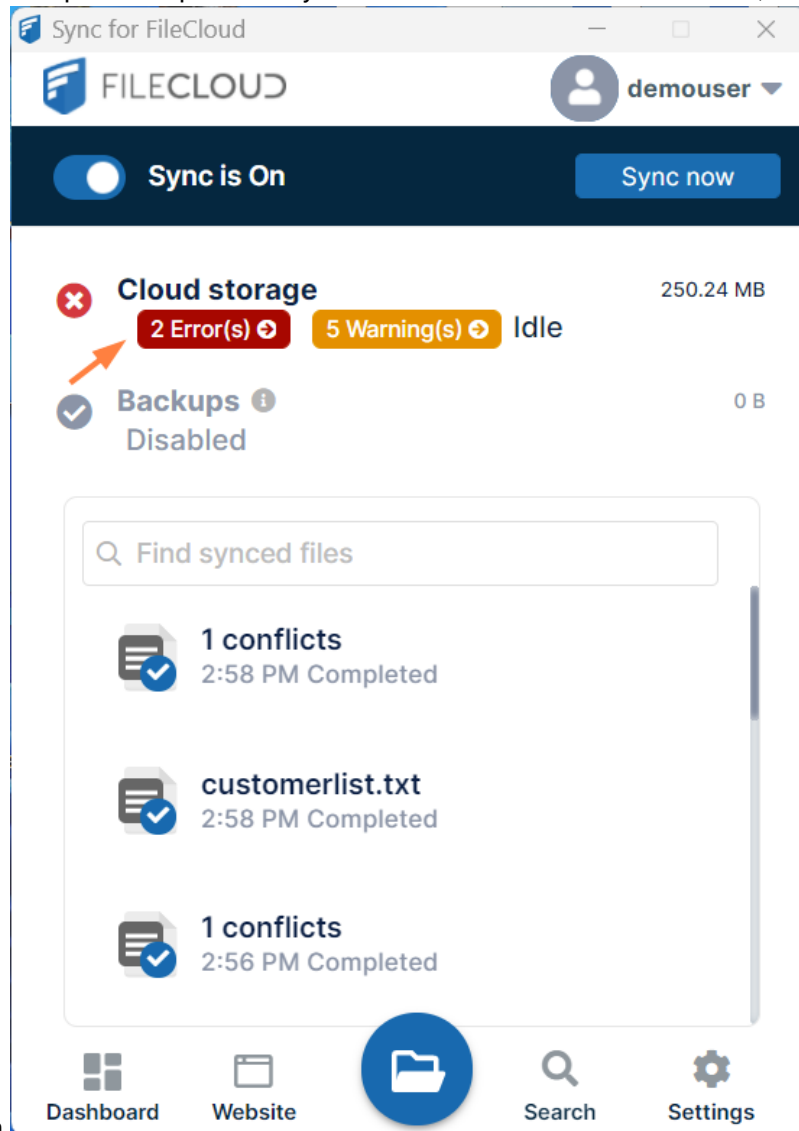 Sync for FileCloud
FILECLOUD
demouser
Sync is On
Sync now
Cloud storage
250.24 MB
2 Error(s)
5 Warning(s)
Idle
Backups
0 B
Disabled
Find synced files
1 conflicts
2:58 PM Completed
customerlist.txt
2:58 PM Completed
1 conflicts
2:56 PM Completed
Dashboard
Website
Search
Settings